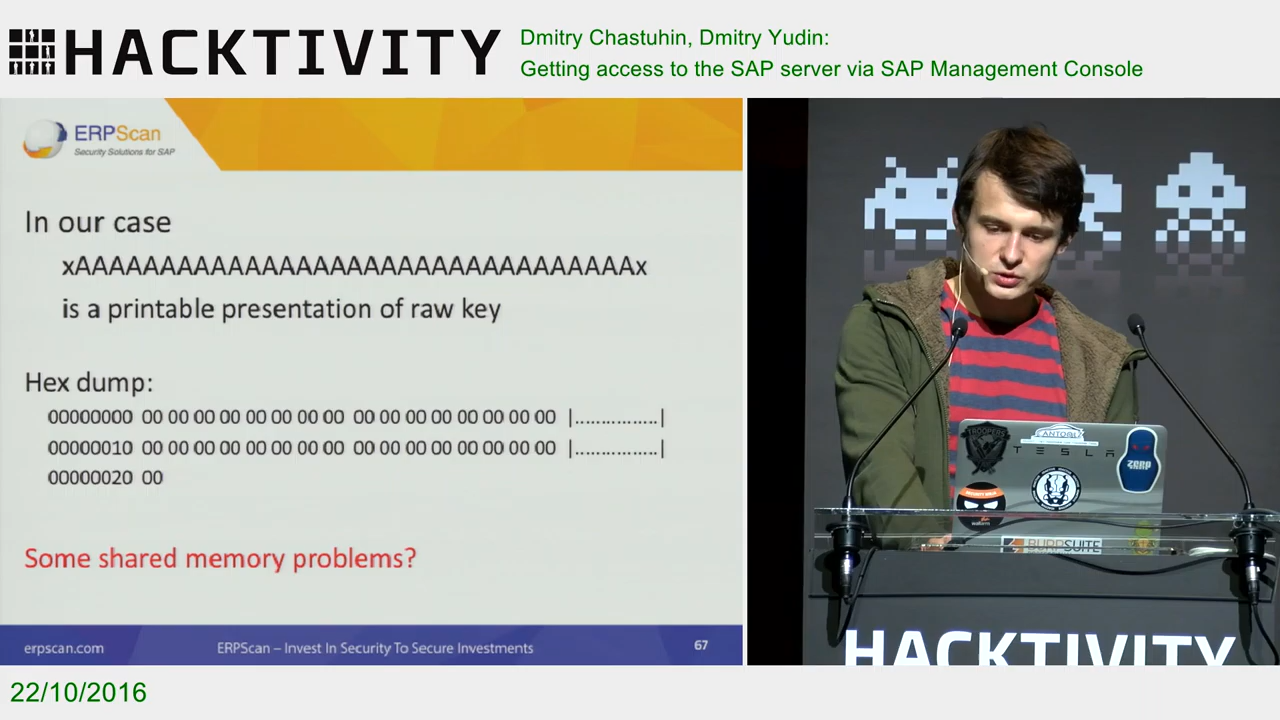 HACKTIVITY
Dmitry Chastuhin, Dmitry Yudin:
Getting access to the SAP server via SAP Management Console
ERPScan
Security Solutions for SAP
In our case
xAAAAAAAAAAAAAAAAAAAAAAAAAAAAAAAAAx
is a printable presentation of raw key
Hex dump:
00000000 00 00 00 00 00 00 00 00 00 00 00 00 00 00 00 00 |................|
00000010 00 00 00 00 00 00 00 00 00 00 00 00 00 00 00 00 |................|
00000020 00
Some shared memory problems?
erpscan.com
ERPScan – Invest In Security To Secure Investments
67
TROOPERS
TESLA
ZERP
wallarm
BURPSUITE
HACKTIVITY
22/10/2016